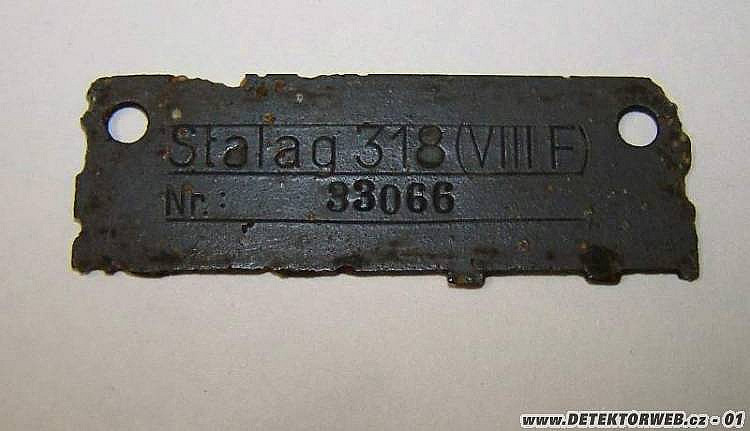 Stalag 318 (VIII F)
Nr.: 33066
www.DETEKTORWEB.cz - 01